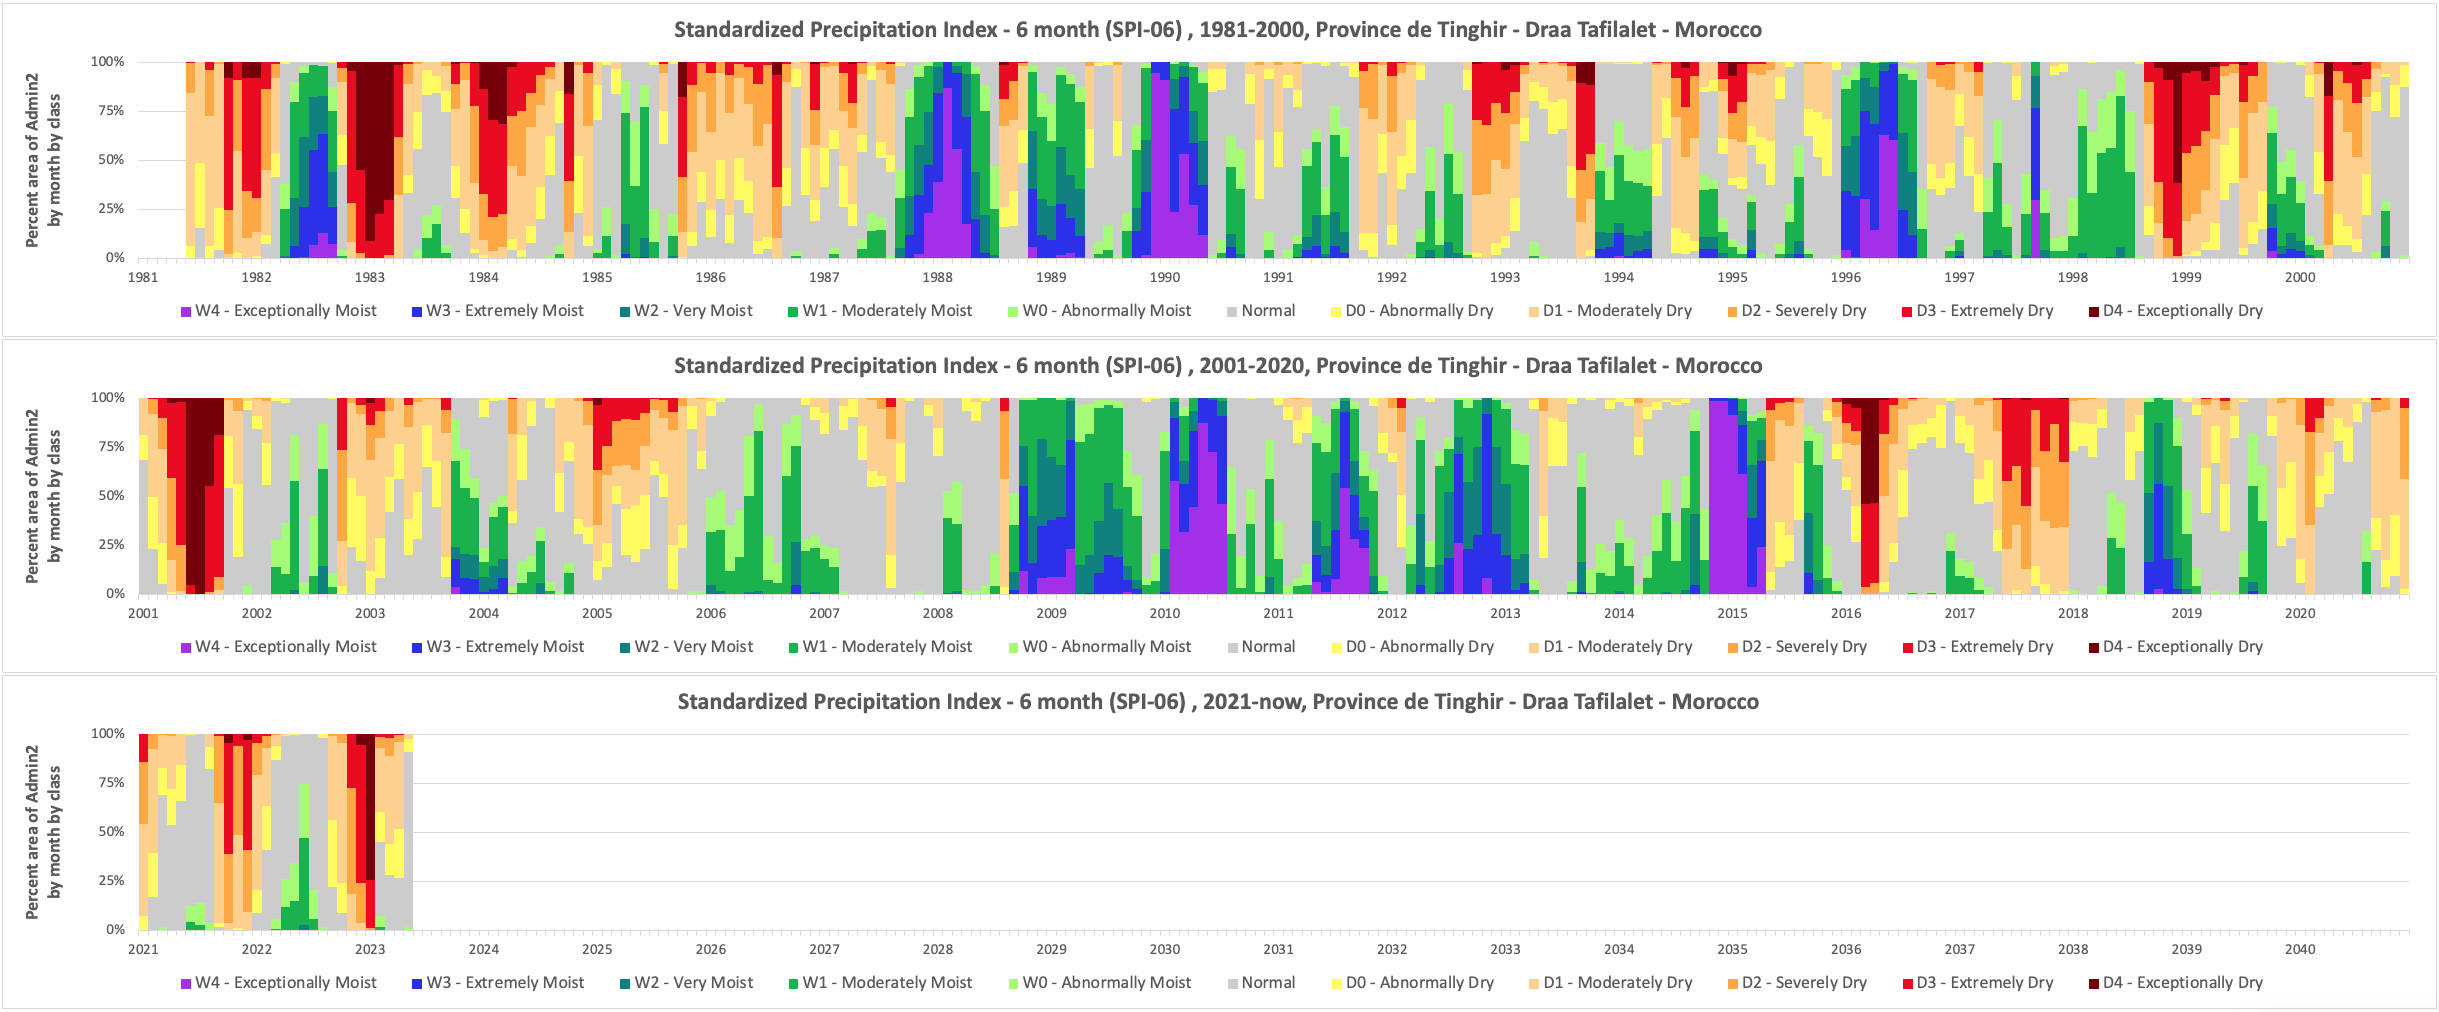 Standardized Precipitation Index - 6 month (SPI-06) , 1981-2000, Province de Tinghir - Draa Tafilalet - Morocco
Percent area of Admin2
by month by class
100%
75%
50%
25%
0%
1981 1982 1983 1984 1985 1986 1987 1988 1989 1990 1991 1992 1993 1994 1995 1996 1997 1998 1999 2000
W4 - Exceptionally Moist W3 - Extremely Moist W2 - Very Moist W1 - Moderately Moist W0 - Abnormally Moist Normal D0 - Abnormally Dry D1 - Moderately Dry D2 - Severely Dry D3 - Extremely Dry D4 - Exceptionally Dry
Standardized Precipitation Index - 6 month (SPI-06) , 2001-2020, Province de Tinghir - Draa Tafilalet - Morocco
Percent area of Admin2
by month by class
100%
75%
50%
25%
0%
2001 2002 2003 2004 2005 2006 2007 2008 2009 2010 2011 2012 2013 2014 2015 2016 2017 2018 2019 2020
W4 - Exceptionally Moist W3 - Extremely Moist W2 - Very Moist W1 - Moderately Moist W0 - Abnormally Moist Normal D0 - Abnormally Dry D1 - Moderately Dry D2 - Severely Dry D3 - Extremely Dry D4 - Exceptionally Dry
Standardized Precipitation Index - 6 month (SPI-06) , 2021-now, Province de Tinghir - Draa Tafilalet - Morocco
Percent area of Admin2
by month by class
100%
75%
50%
25%
0%
2021 2022 2023 2024 2025 2026 2027 2028 2029 2030 2031 2032 2033 2034 2035 2036 2037 2038 2039 2040
W4 - Exceptionally Moist W3 - Extremely Moist W2 - Very Moist W1 - Moderately Moist W0 - Abnormally Moist Normal D0 - Abnormally Dry D1 - Moderately Dry D2 - Severely Dry D3 - Extremely Dry D4 - Exceptionally Dry